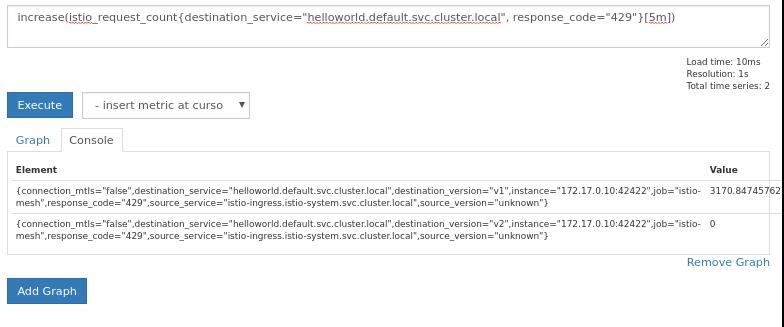 increase(istio_request_count{destination_service="helloworld.default.svc.cluster.local", response_code="429"}[5m])
Load time: 10ms
Resolution: 1s
Total time series: 2
Execute
- insert metric at curso
Graph
Console
Element
Value
{connection_mtls="false",destination_service="helloworld.default.svc.cluster.local",destination_version="v1",instance="172.17.0.10:42422",job="istio-
mesh",response_code="429",source_service="istio-ingress.istio-system.svc.cluster.local",source_version="unknown"}
3170.84745762
{connection_mtls="false",destination_service="helloworld.default.svc.cluster.local",destination_version="v2",instance="172.17.0.10:42422",job="istio-
mesh",response_code="429",source_service="istio-ingress.istio-system.svc.cluster.local",source_version="unknown"}
0
Remove Graph
Add Graph